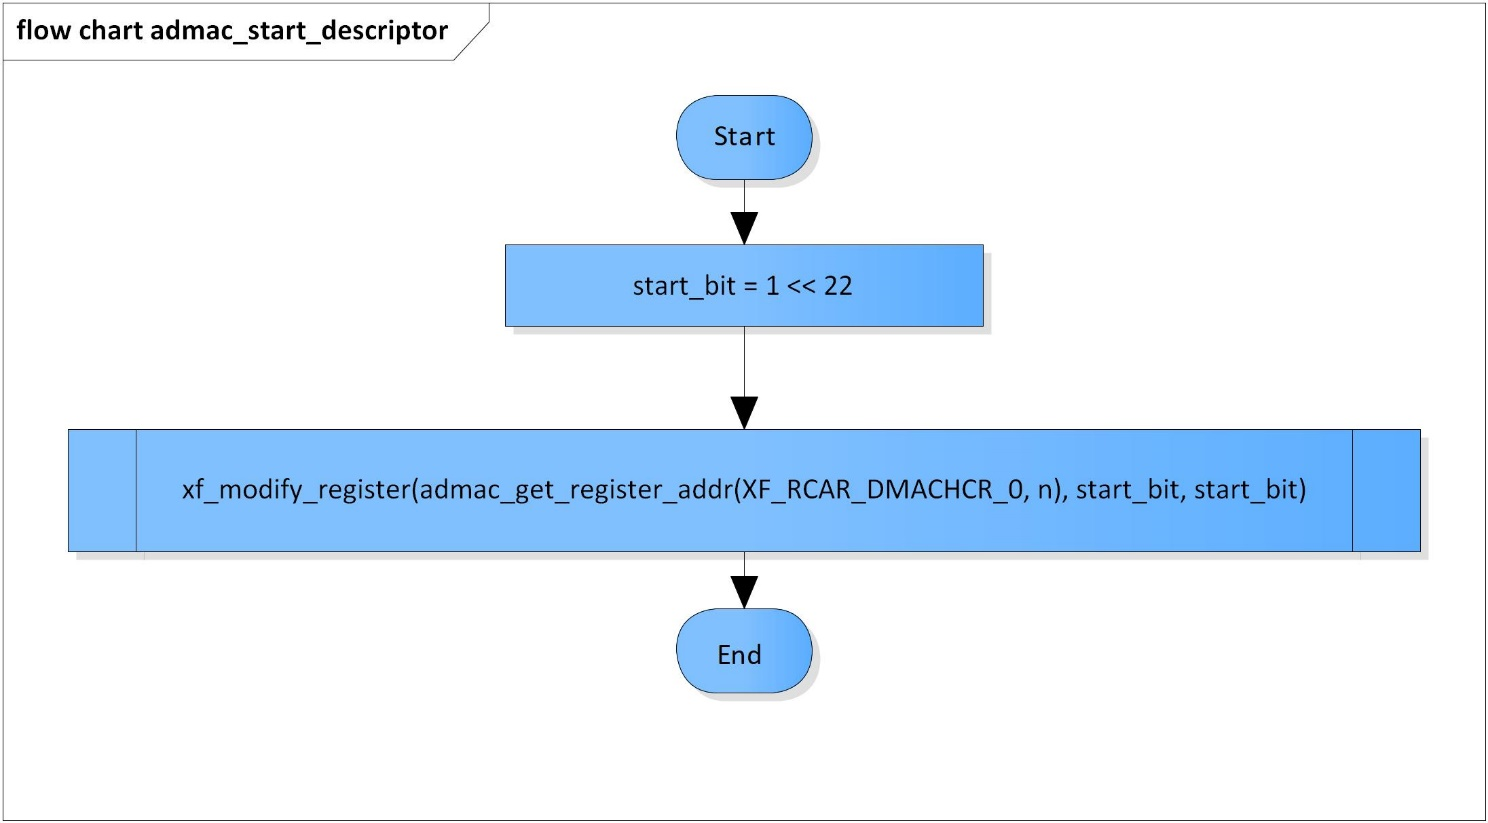 flow chart admac_start_descriptor
Start
start_bit = 1 << 22
xf_modify_register(admac_get_register_addr(XF_RCAR_DMACHCR_0, n), start_bit, start_bit)
End